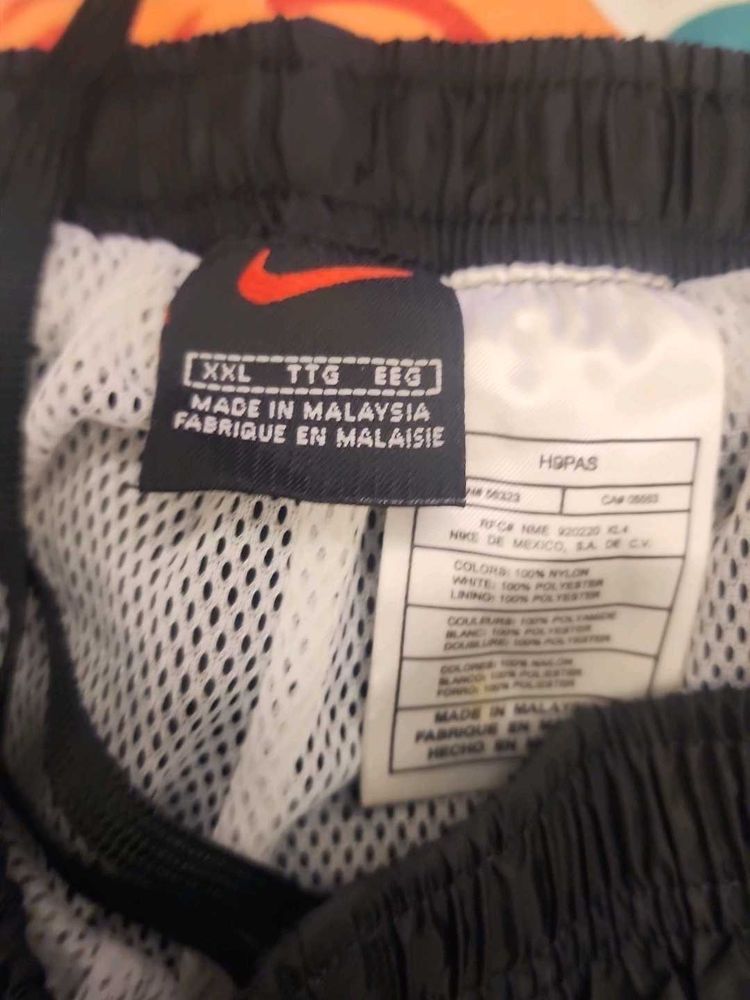 XXL TTG EEG
MADE IN MALAYSIA
FABRIQUE EN MALAISIE
H9PAS
RFC# NME 920220 KL4
NIKE DE MEXICO, S.A. DE C.V.
COLORS: 100% NYLON
WHITE: 100% POLYESTER
LINING: 100% POLYESTER
COULEURS: 100% POLYAMIDE
BLANC: 100% POLYESTER
DOUBLURE: 100% POLYESTER
COLORES: 100% NAILON
BLANCO: 100% POLIESTER
FORRO: 100% POLIESTER
MADE IN MALAY
FABRIQUE EN MA
HECHO EN M